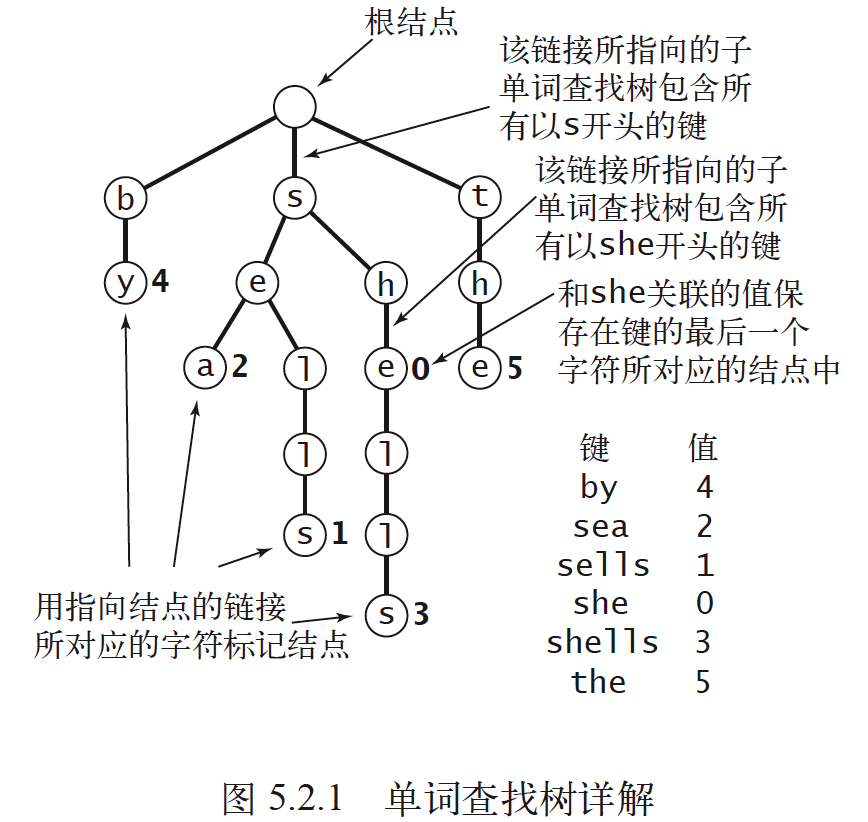 根结点
该链接所指向的子
单词查找树包含所
有以s开头的键
该链接所指向的子
单词查找树包含所
有以she开头的键
b
s
t
y 4
e
h
h
和she关联的值保
存在键的最后一个
字符所对应的结点中
a 2
l
e 0
e 5
l
l
s 1
l
s 3
用指向结点的链接
所对应的字符标记结点
键 值
by 4
sea 2
sells 1
she 0
shells 3
the 5
图 5.2.1 单词查找树详解